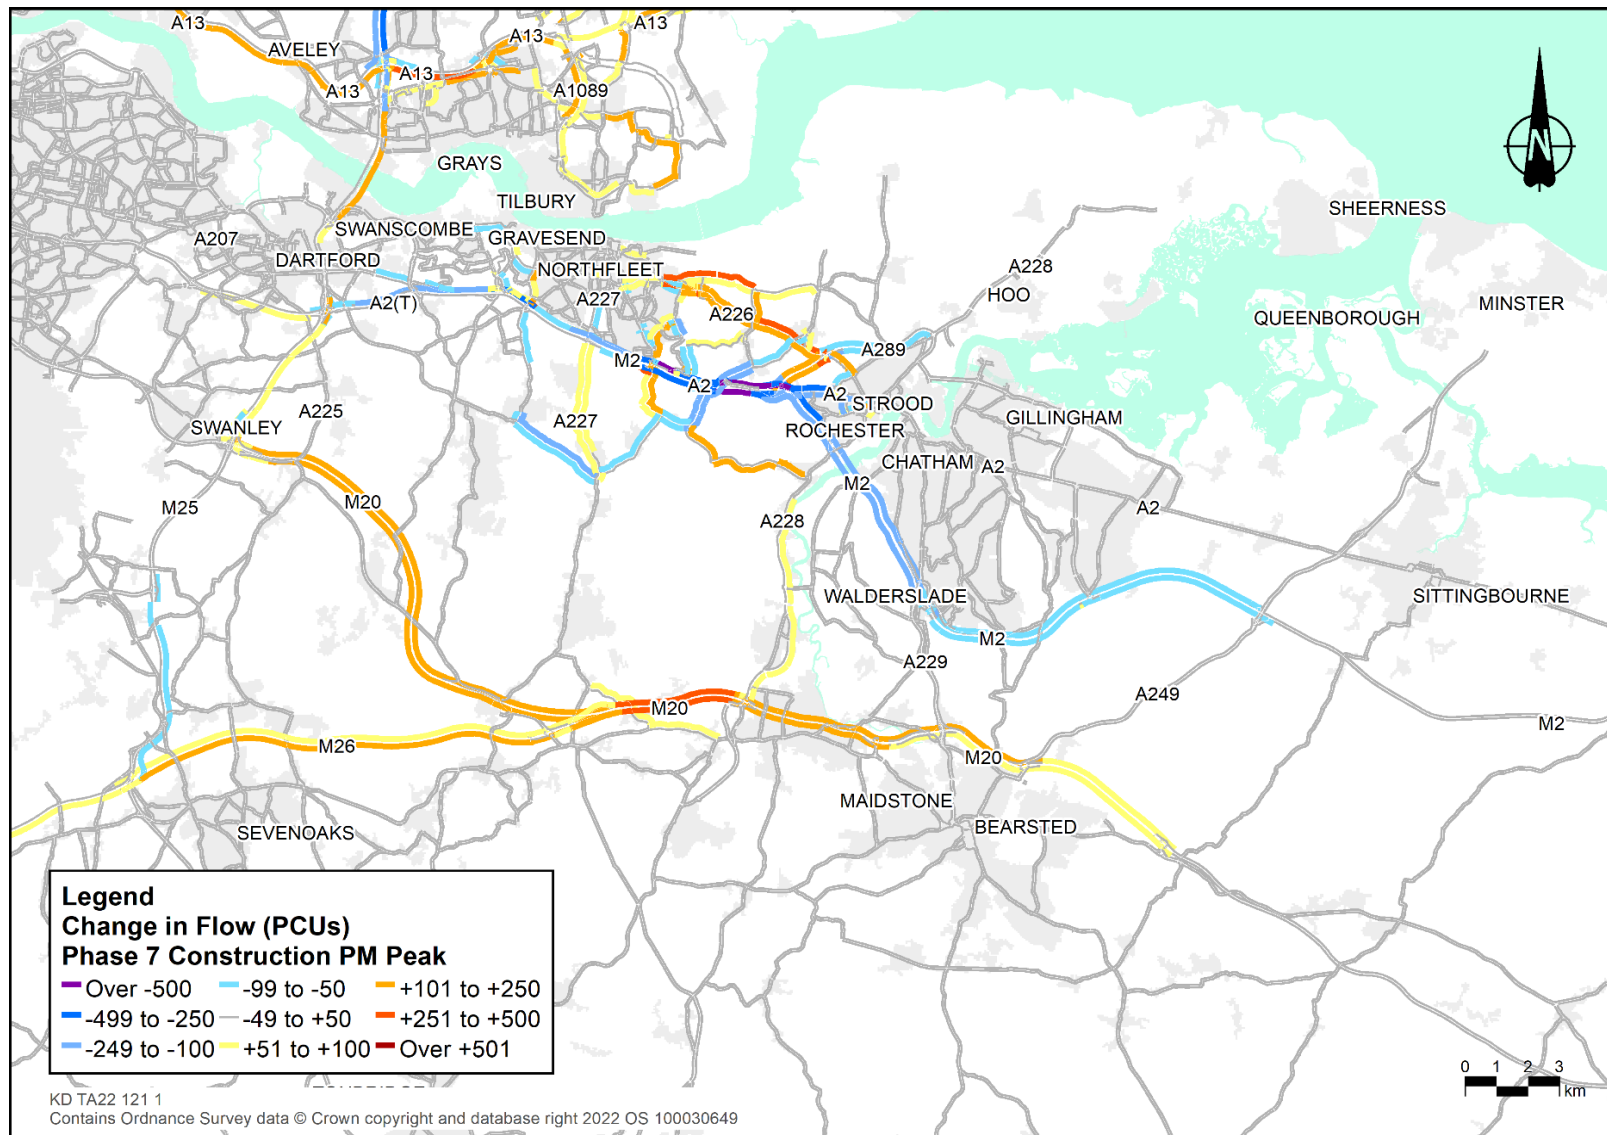 A13
A13
A13
AVELEY
A13
A13
A1089
GRAYS
TILBURY
SHEERNESS
SWANSCOMBE
A207
GRAVESEND
DARTFORD
NORTHFLEET
A228
HOO
A2(T)
A227
MINSTER
A226
QUEENBOROUGH
A289
M2
A2
A2
STROOD
A225
A227
GILLINGHAM
SWANLEY
ROCHESTER
CHATHAM
A2
M2
M20
M25
A2
A228
WALDERSLADE
SITTINGBOURNE
M2
A229
A249
M20
M2
M26
M20
MAIDSTONE
SEVENOAKS
BEARSTED
N
Legend
Change in Flow (PCUs)
Phase 7 Construction PM Peak
Over -500 -99 to -50 +101 to +250
-499 to -250 -49 to +50 +251 to +500
-249 to -100 +51 to +100 Over +501
0 1 2 3
km
KD TA22 121 1
Contains Ordnance Survey data © Crown copyright and database right 2022 OS 100030649